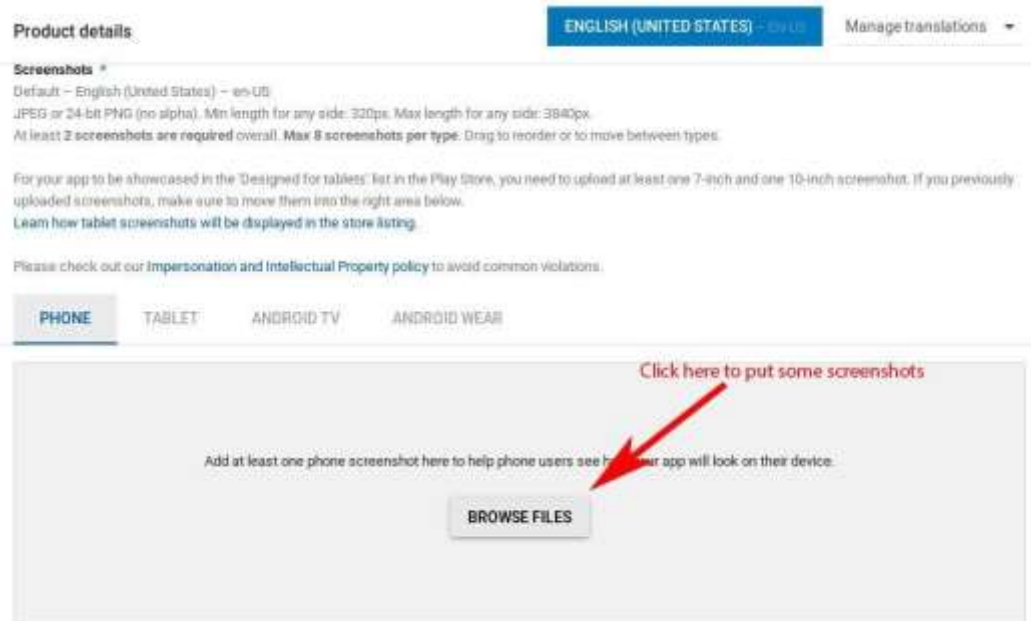 Product details
ENGLISH (UNITED STATES) – en-US
Manage translations
Screenshots *
Default – English (United States) – en-US
JPEG or 24-bit PNG (no alpha). Min length for any side: 320px. Max length for any side: 3840px.
At least 2 screenshots are required overall. Max 8 screenshots per type. Drag to reorder or to move between types.
For your app to be showcased in the 'Designed for tablets' list in the Play Store, you need to upload at least one 7-inch and one 10-inch screenshot. If you previously
uploaded screenshots, make sure to move them into the right area below.
Learn how tablet screenshots will be displayed in the store listing.
Please check out our Impersonation and Intellectual Property policy to avoid common violations.
PHONE TABLET ANDROID TV ANDROID WEAR
Click here to put some screenshots
Add at least one phone screenshot here to help phone users see app will look on their device.
BROWSE FILES